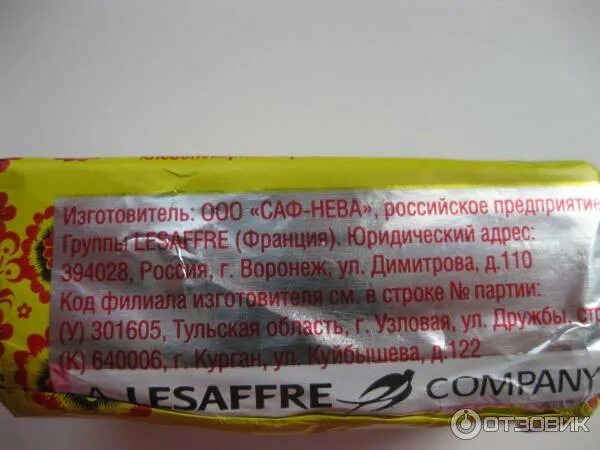 Изготовитель: ООО «САФ-НЕВА», российское предприятие
Группы LESAFFRE (Франция). Юридический адрес:
394028, Россия, г. Воронеж, ул. Димитрова, д.110
Код филиала изготовителя см. в строке № партии:
(У) 301605, Тульская область, г. Узловая, ул. Дружбы, стр
(К) 640006, г. Курган, ул. Куйбышева, д.122
A LESAFFRE COMPANY
ОТЗОВИК